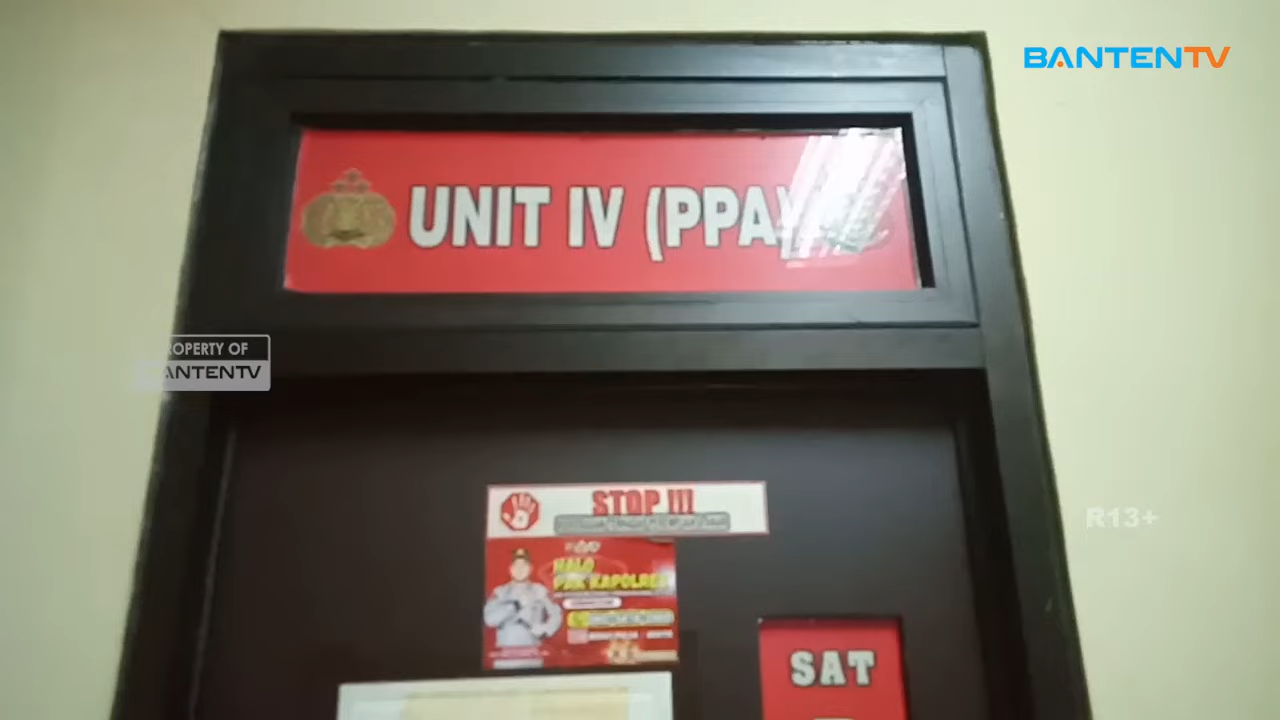 BANTENTV
UNIT IV (PPA)
PROPERTY OF
BANTENTV
STOP !!!
R13+
HALO
PAK KAPOLRES
SAT